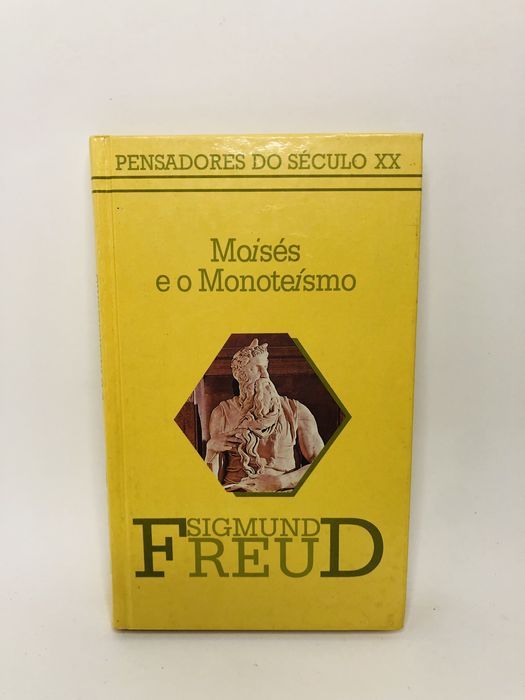 PENSADORES DO SÉCULO XX
Moisés
e o Monoteísmo
SIGMUND
FREUD